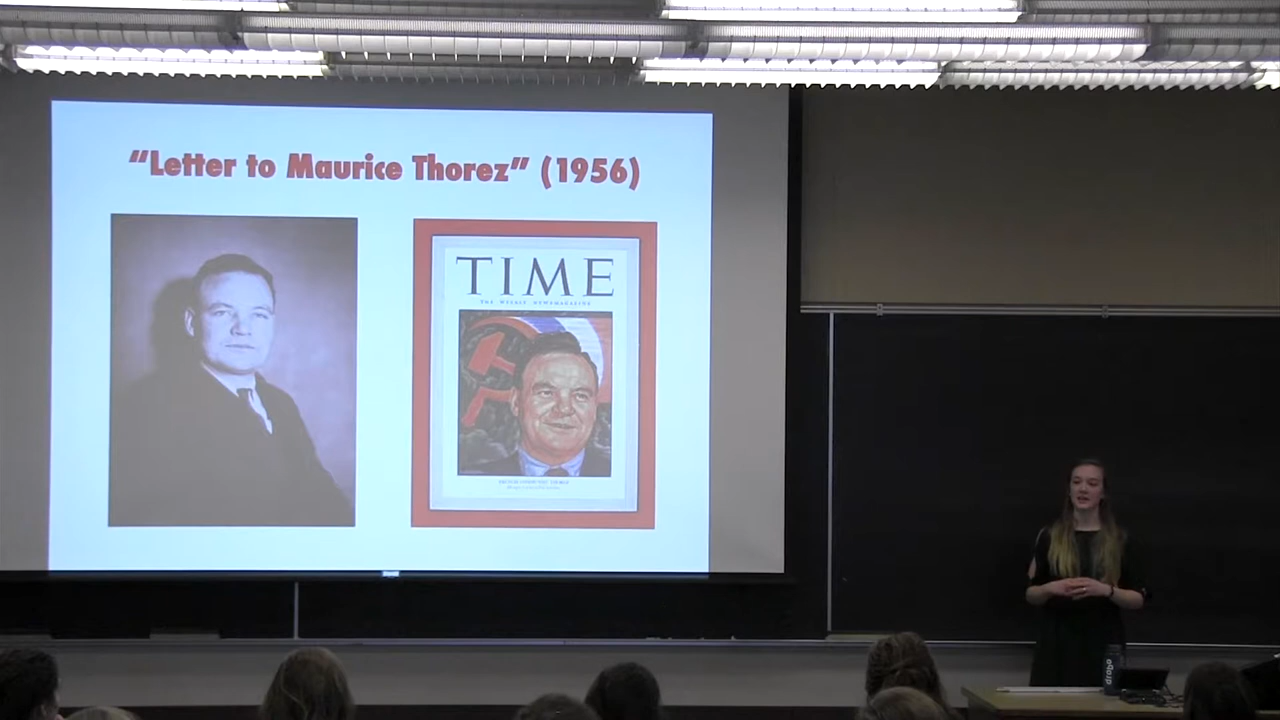 “Letter to Maurice Thorez” (1956)
TIME
THE WEEKLY NEWSMAGAZINE